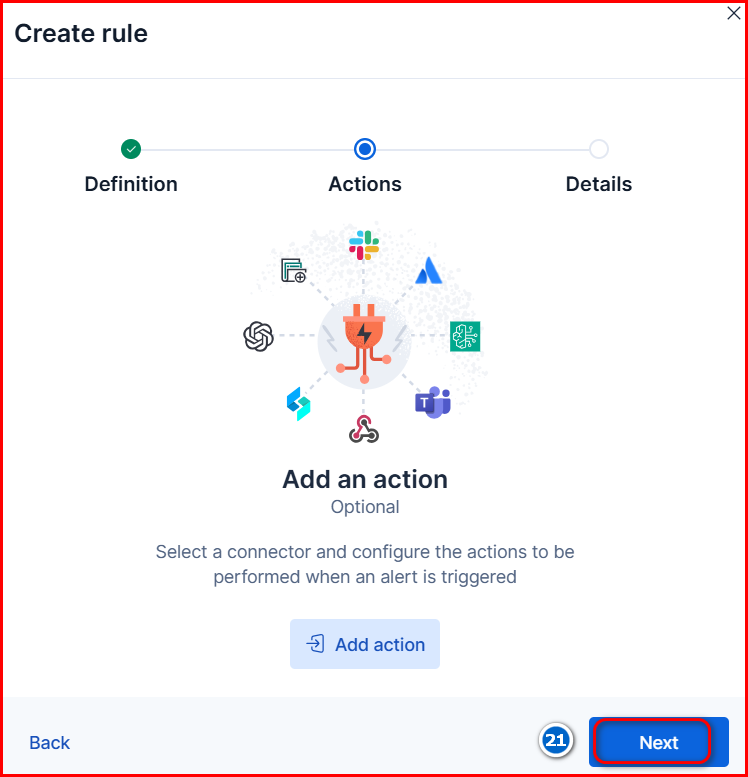 Create rule
Definition
Actions
Details
T
Add an action
Optional
Select a connector and configure the actions to be
performed when an alert is triggered
Add action
Back
21
Next